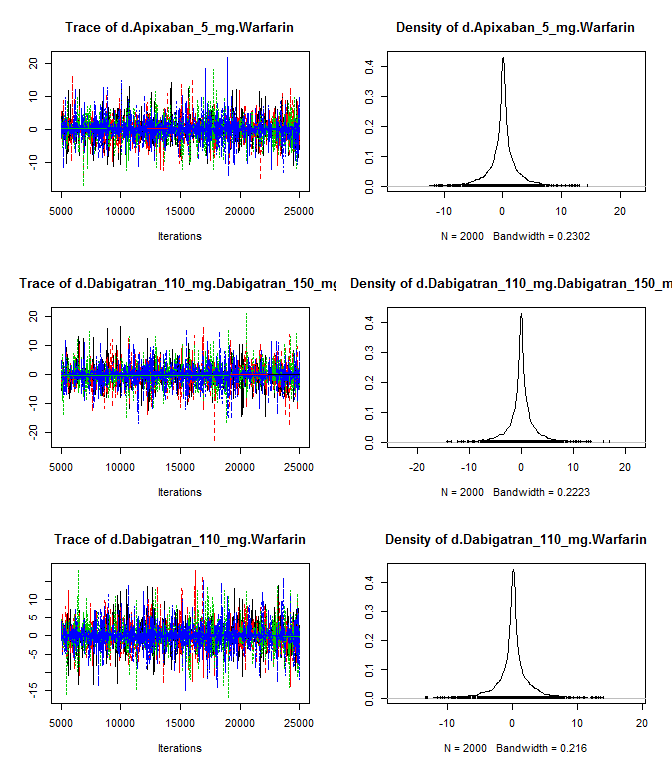 Trace of d.Apixaban_5_mg.Warfarin
Density of d.Apixaban_5_mg.Warfarin
20
10
0
-10
5000 10000 15000 20000 25000
Iterations
0.4
0.3
0.2
0.1
0.0
-10 0 10 20
N = 2000 Bandwidth = 0.2302
Trace of d.Dabigatran_110_mg.Dabigatran_150_mg
Density of d.Dabigatran_110_mg.Dabigatran_150_m
20
10
0
-10
-20
5000 10000 15000 20000 25000
Iterations
0.4
0.3
0.2
0.1
0.0
-20 -10 0 10 20
N = 2000 Bandwidth = 0.2223
Trace of d.Dabigatran_110_mg.Warfarin
Density of d.Dabigatran_110_mg.Warfarin
10
5
0
-5
-15
5000 10000 15000 20000 25000
Iterations
0.4
0.3
0.2
0.1
0.0
-10 0 10 20
N = 2000 Bandwidth = 0.216